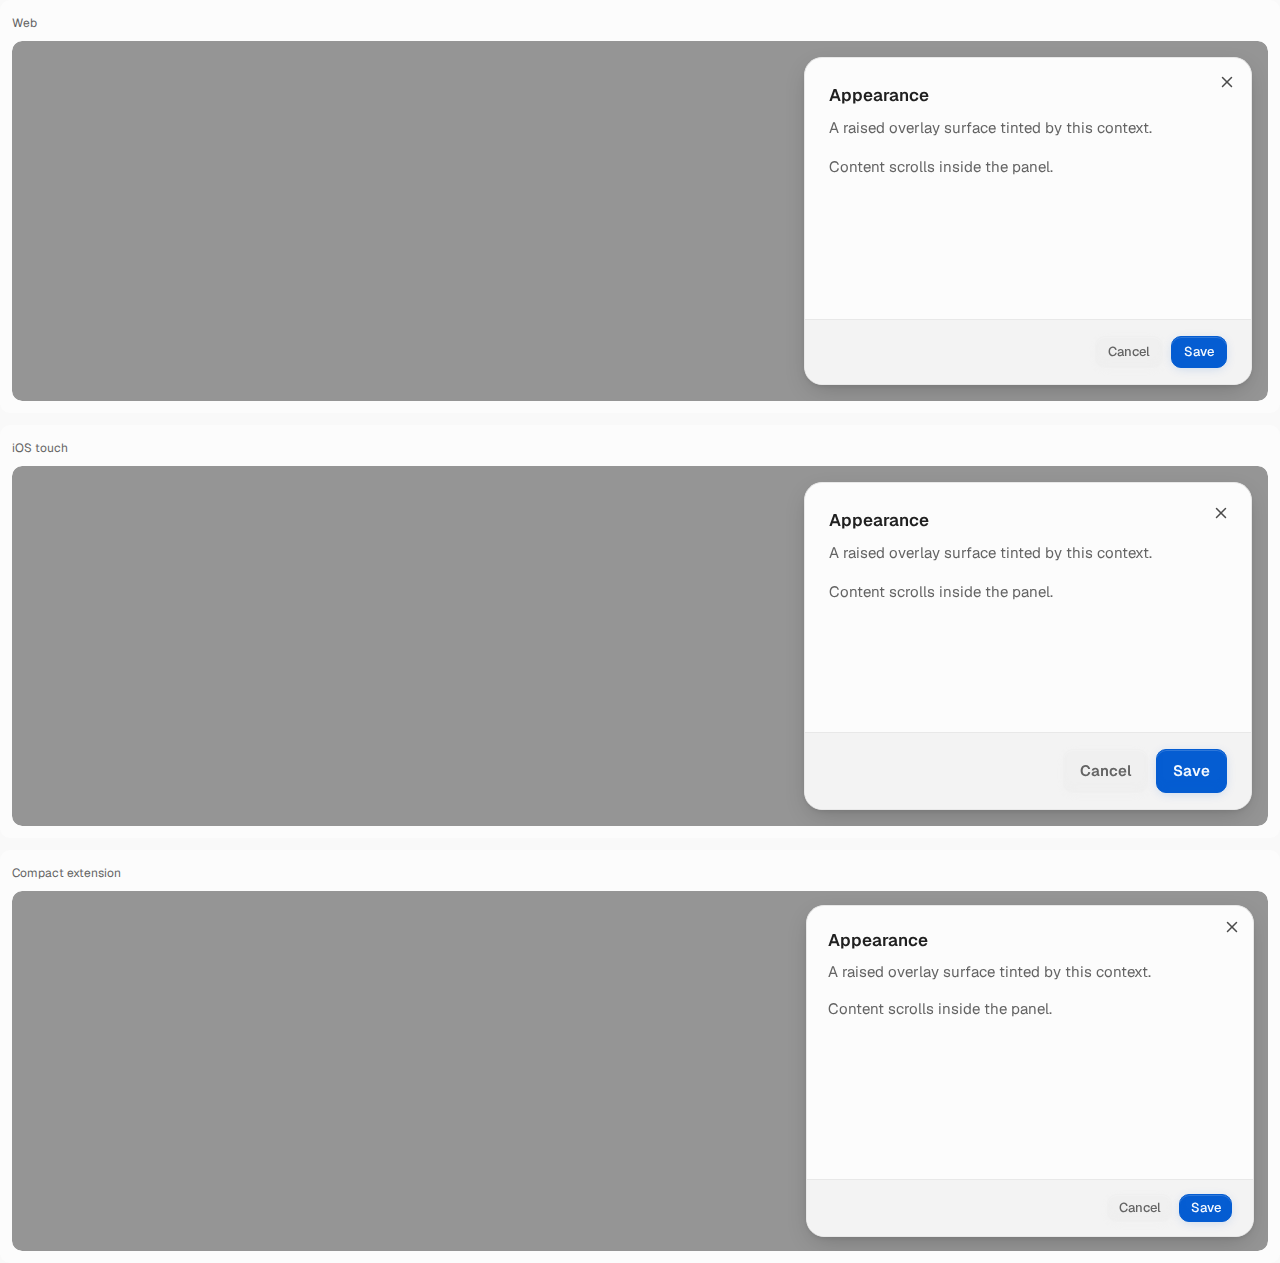 Web
Appearance
A raised overlay surface tinted by this context.
Content scrolls inside the panel.
Cancel
Save
iOS touch
Appearance
A raised overlay surface tinted by this context.
Content scrolls inside the panel.
Cancel
Save
Compact extension
Appearance
A raised overlay surface tinted by this context.
Content scrolls inside the panel.
Cancel
Save